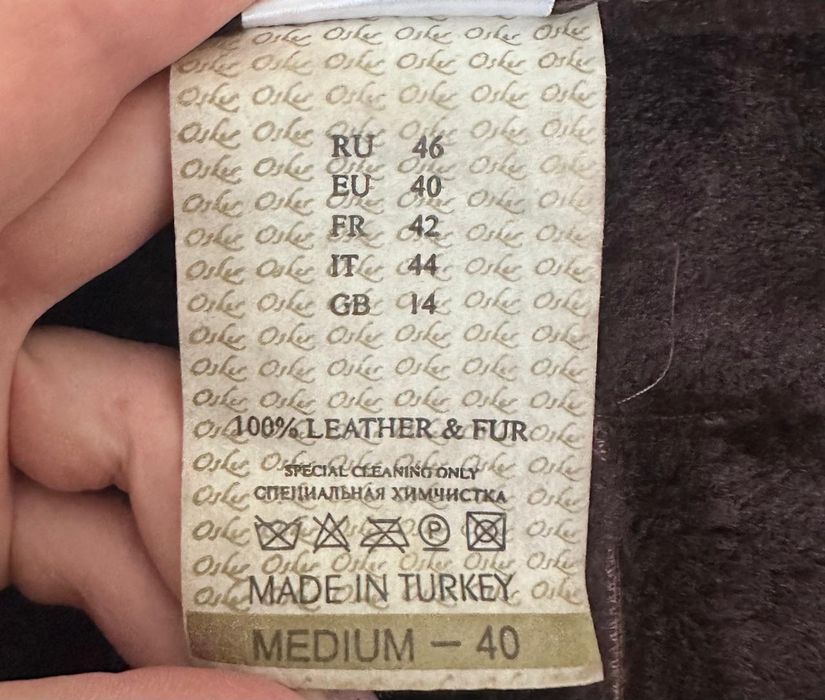 RU 46
EU 40
FR 42
IT 44
GB 14
100% LEATHER & FUR
SPECIAL CLEANING ONLY
СПЕЦИАЛЬНАЯ ХИМЧИСТКА
P
MADE IN TURKEY
MEDIUM — 40